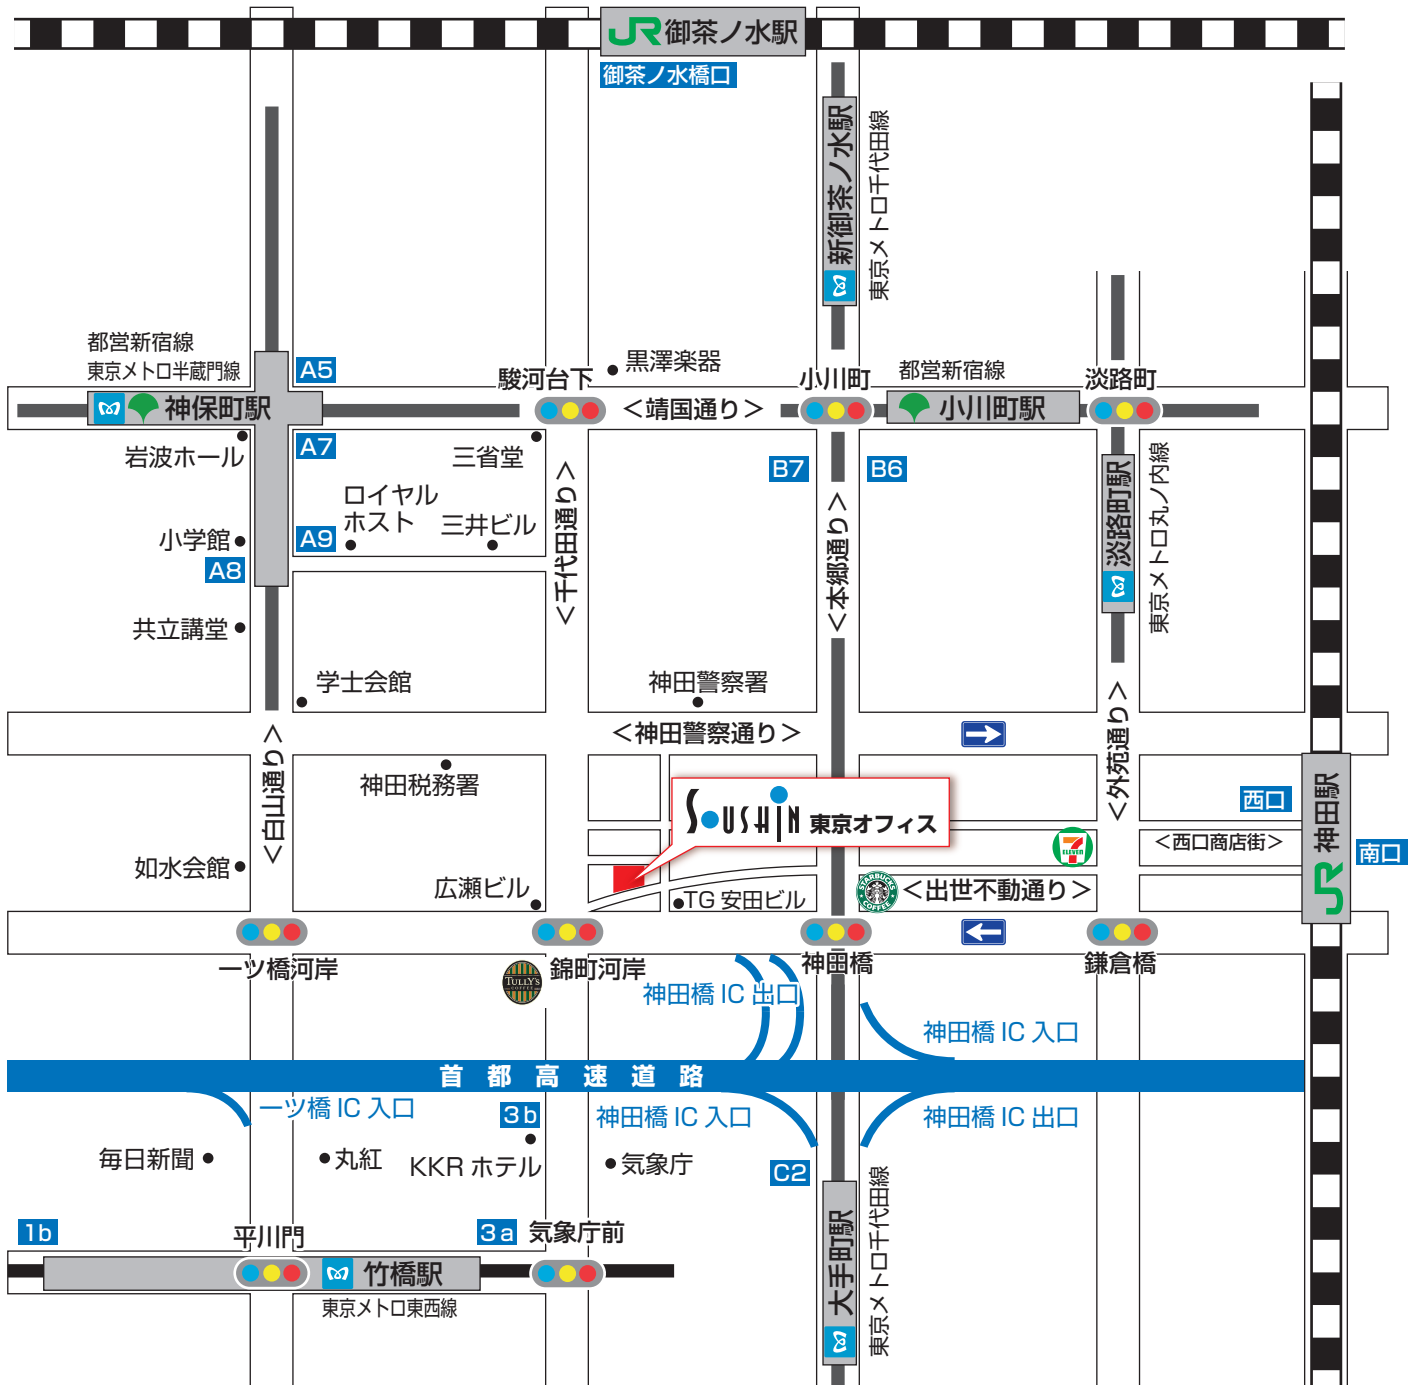 JR御茶ノ水駅
御茶ノ水橋口
新御茶ノ水駅
東京メトロ千代田線
都営新宿線
東京メトロ半蔵門線
神保町駅
A5
A7
岩波ホール
駿河台下
黒澤楽器
<靖国通り>
小川町
都営新宿線
小川町駅
淡路町
三省堂
ロイヤル
ホスト
三井ビル
小学館
A9
A8
<千代田通り>
B7
B6
<本郷通り>
淡路町駅
東京メトロ丸ノ内線
共立講堂
学士会館
神田警察署
<神田警察通り>
<白山通り>
<外苑通り>
神田税務署
SOUSHIN 東京オフィス
西口
JR神田駅
南口
7
ELEVEN
<西口商店街>
如水会館
広瀬ビル
TG 安田ビル
STARBUCKS
COFFEE
<出世不動通り>
一ツ橋河岸
TULLY'S
COFFEE
錦町河岸
神田橋
鎌倉橋
神田橋 IC 出口
神田橋 IC 入口
首都高速道路
一ツ橋 IC 入口
3b
神田橋 IC 入口
神田橋 IC 出口
毎日新聞
丸紅
KKR ホテル
気象庁
C2
1b
平川門
3a
気象庁前
竹橋駅
東京メトロ東西線
大手町駅
東京メトロ千代田線